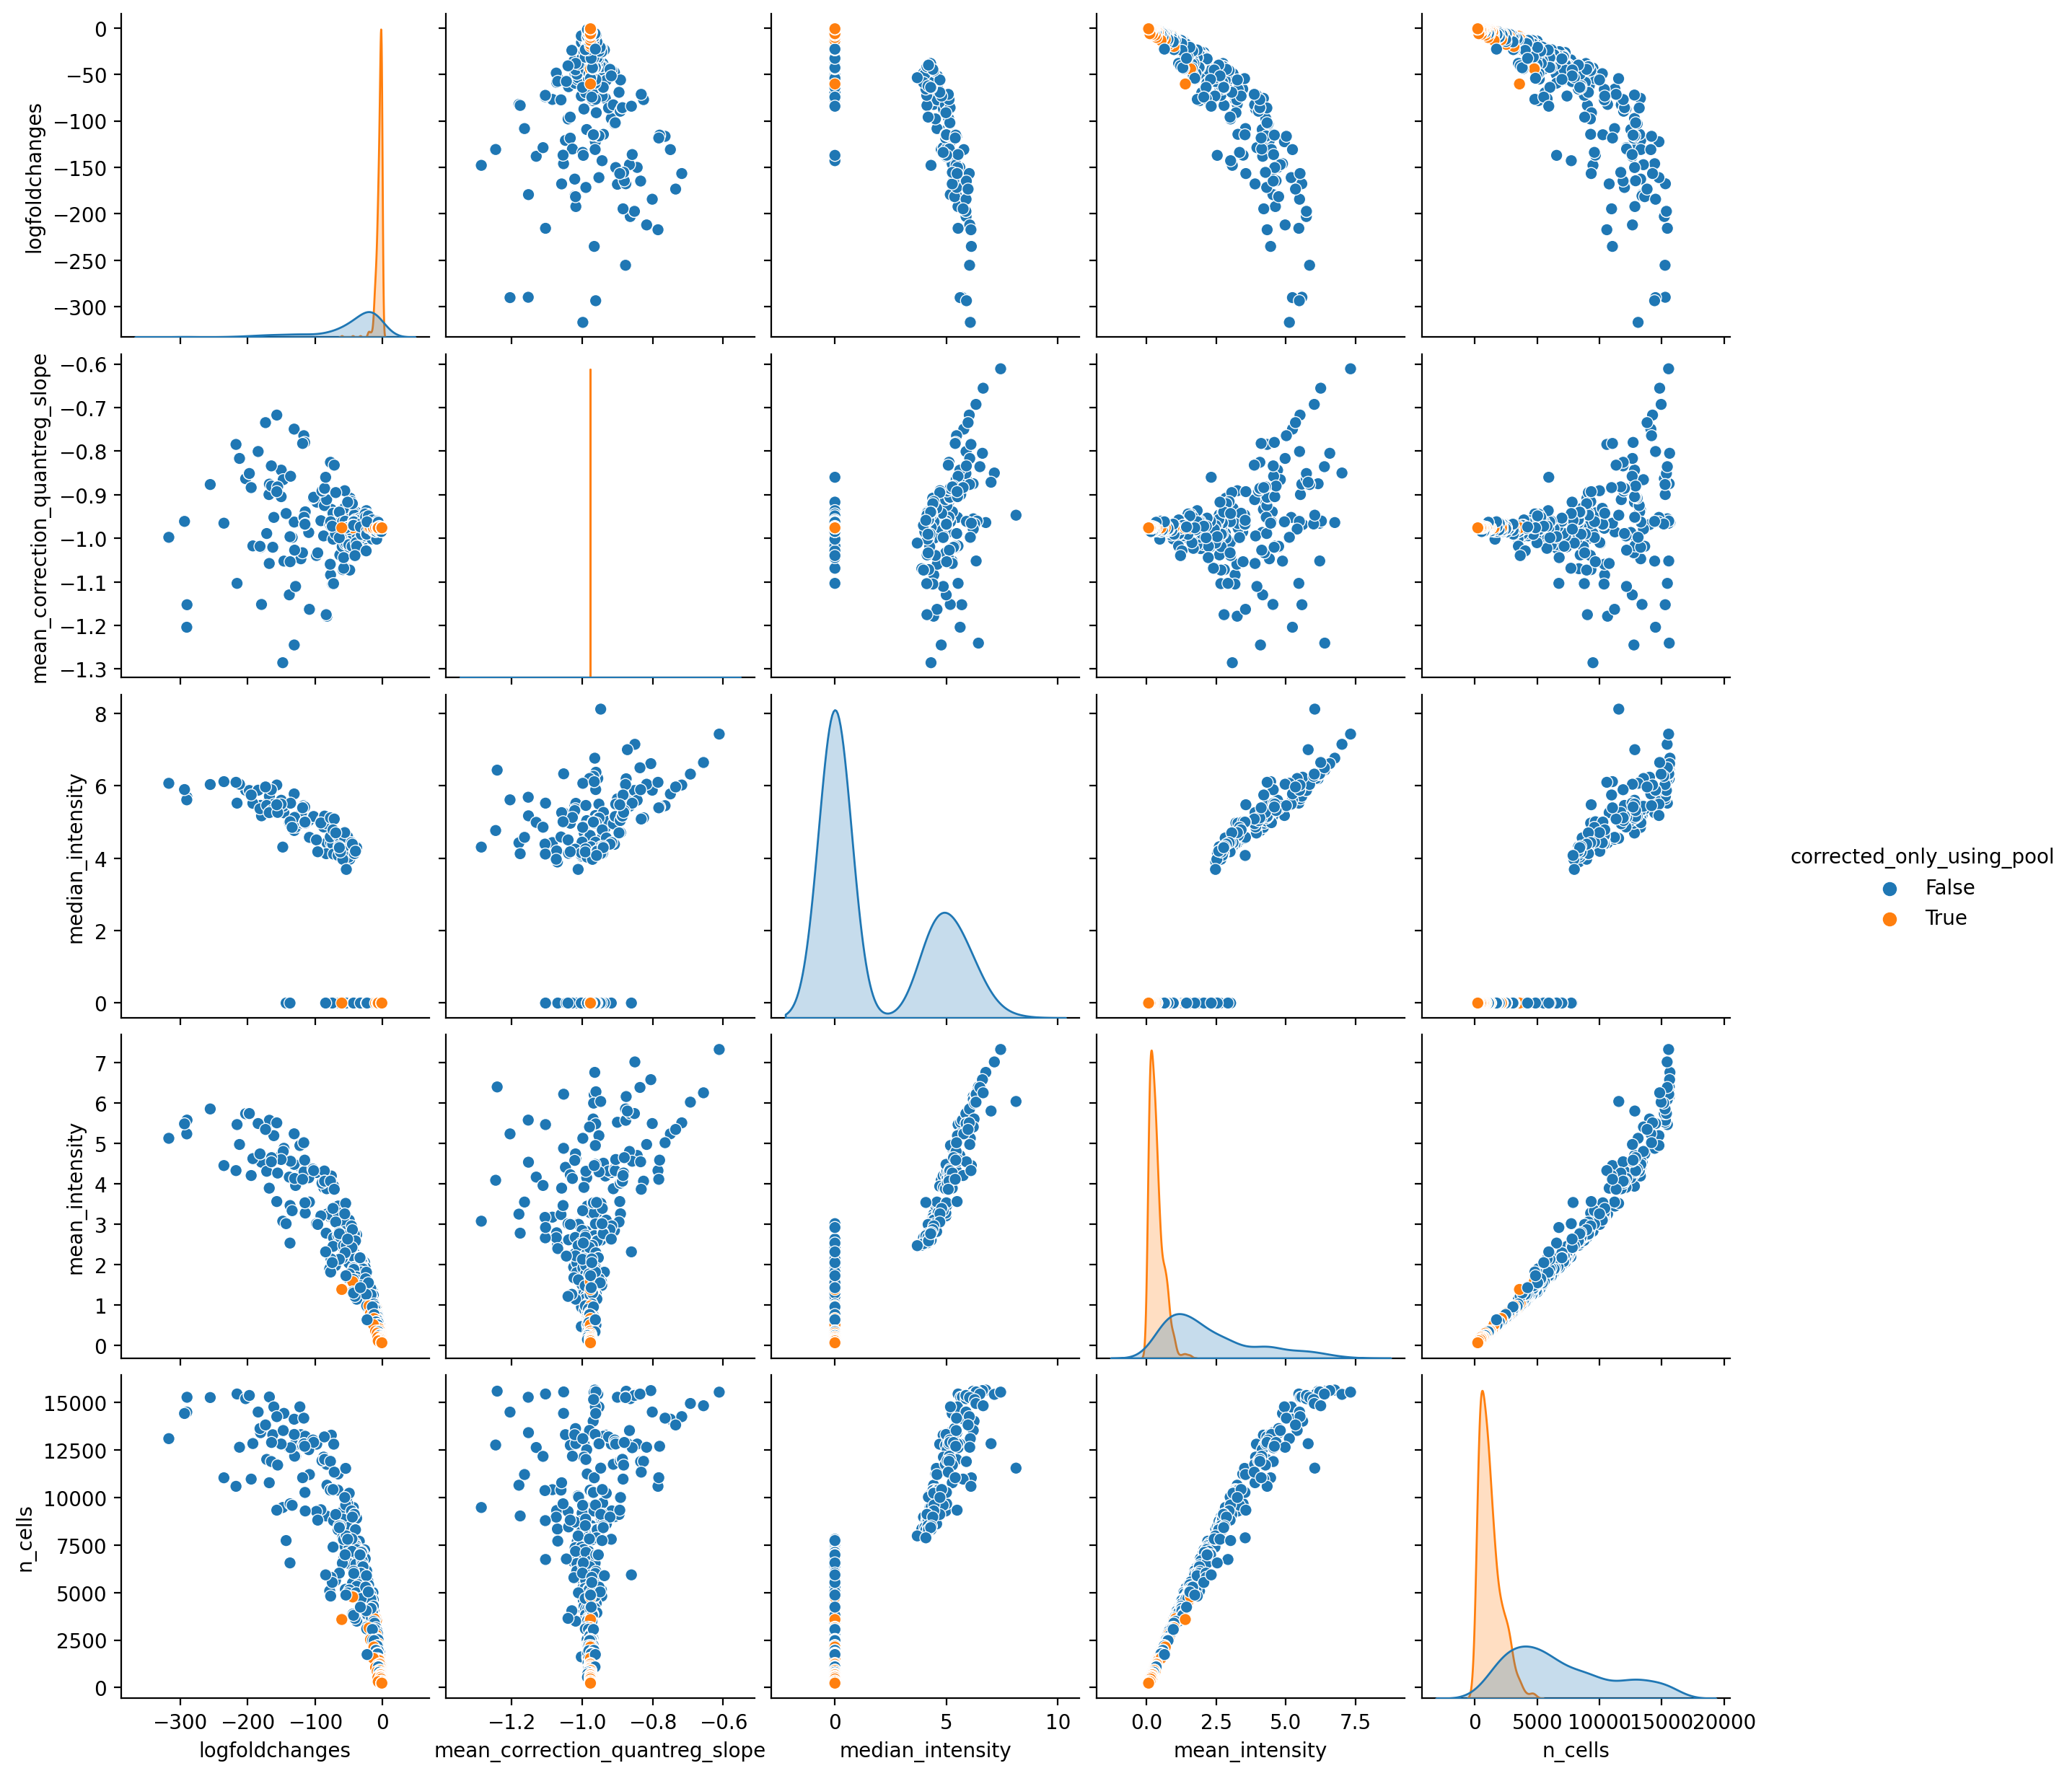 0
−50
−100
−150
−200
−250
−300
logfoldchanges
−0.6
−0.7
−0.8
−0.9
−1.0
−1.1
−1.2
−1.3
mean_correction_quantreg_slope
8
6
4
2
0
median_intensity
corrected_only_using_pool
False
True
7
6
5
4
3
2
1
0
mean_intensity
15000
12500
10000
7500
5000
2500
0
n_cells
−300 −200 −100 0
logfoldchanges
−1.2 −1.0 −0.8 −0.6
mean_correction_quantreg_slope
0 5 10
median_intensity
0.0 2.5 5.0 7.5
mean_intensity
0 5000 10000 15000 20000
n_cells